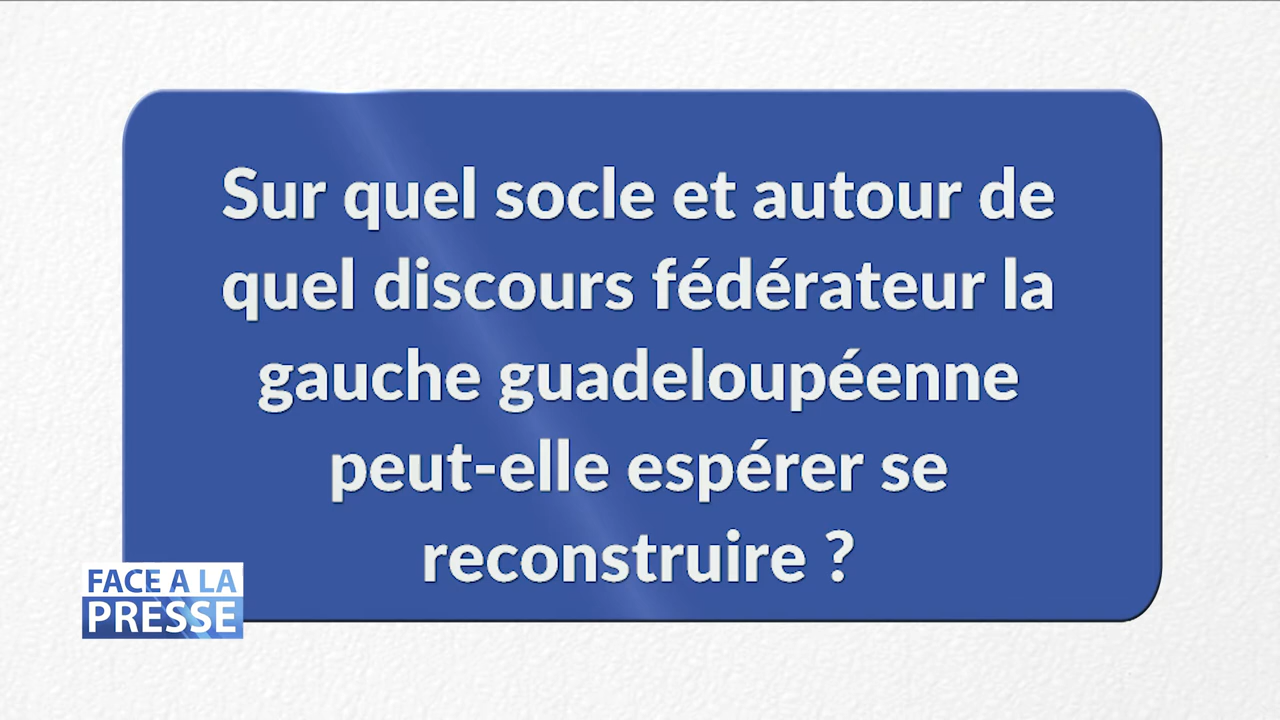 Sur quel socle et autour de
quel discours fédérateur la
gauche guadeloupéenne
peut-elle espérer se
reconstruire ?
FACE A LA
PRESSE